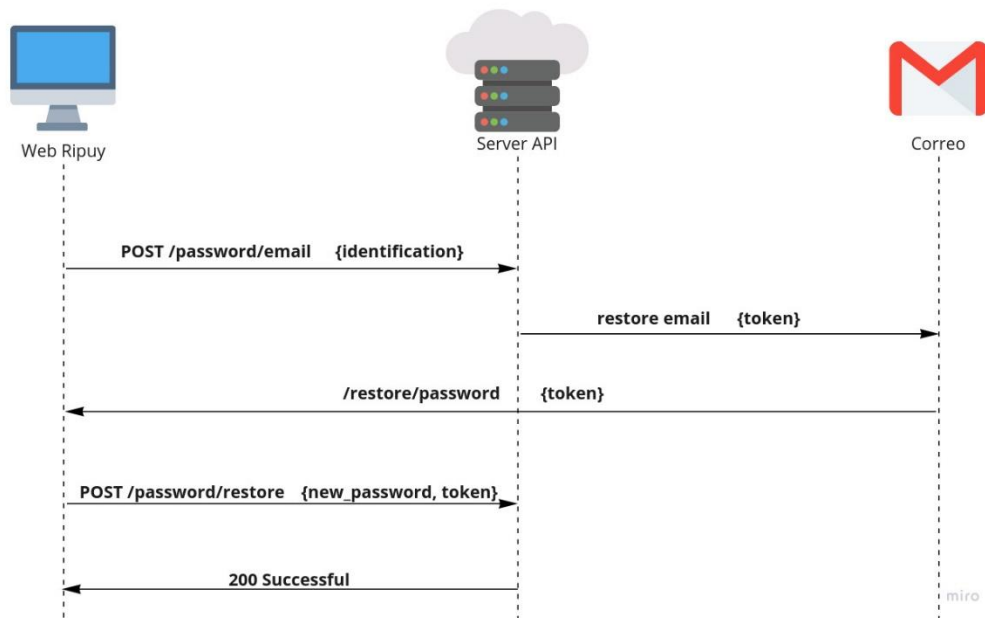 Web Ripuy
Server API
Correo
POST /password/email {identification}
restore email {token}
/restore/password {token}
POST /password/restore {new_password, token}
200 Successful
miro